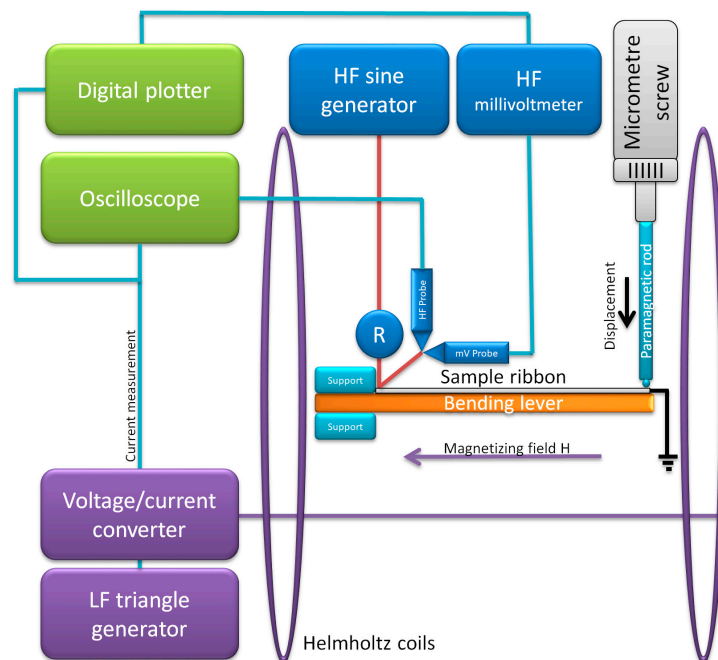 Digital plotter
HF sine
generator
HF
millivoltmeter
Micrometre
screw
Oscilloscope
HF Probe
Displacement
Paramagnetic rod
R
mV Probe
Support
Sample ribbon
Bending lever
Support
Current measurement
Magnetizing field H
Voltage/current
converter
LF triangle
generator
Helmholtz coils